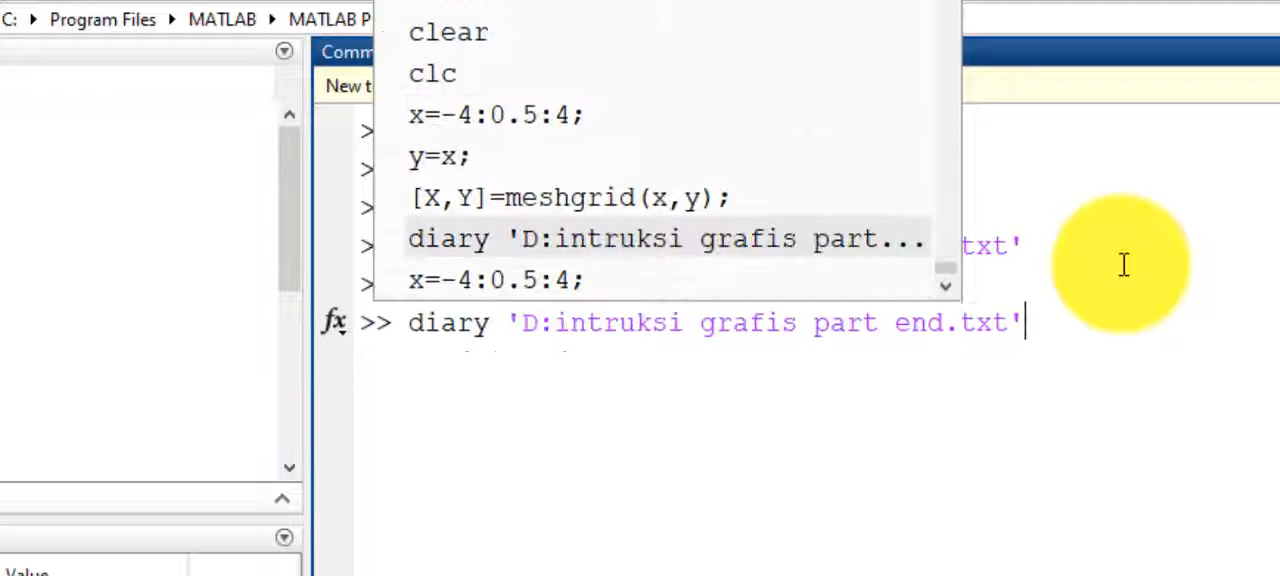 C: Program Files MATLAB MATLAB P
Comm
New t
clear
clc
x=-4:0.5:4;
y=x;
[X,Y]=meshgrid(x,y);
diary 'D:intruksi grafis part...
txt'
x=-4:0.5:4;
>
>
>
>
>
fx >> diary 'D:intruksi grafis part end.txt'
Value